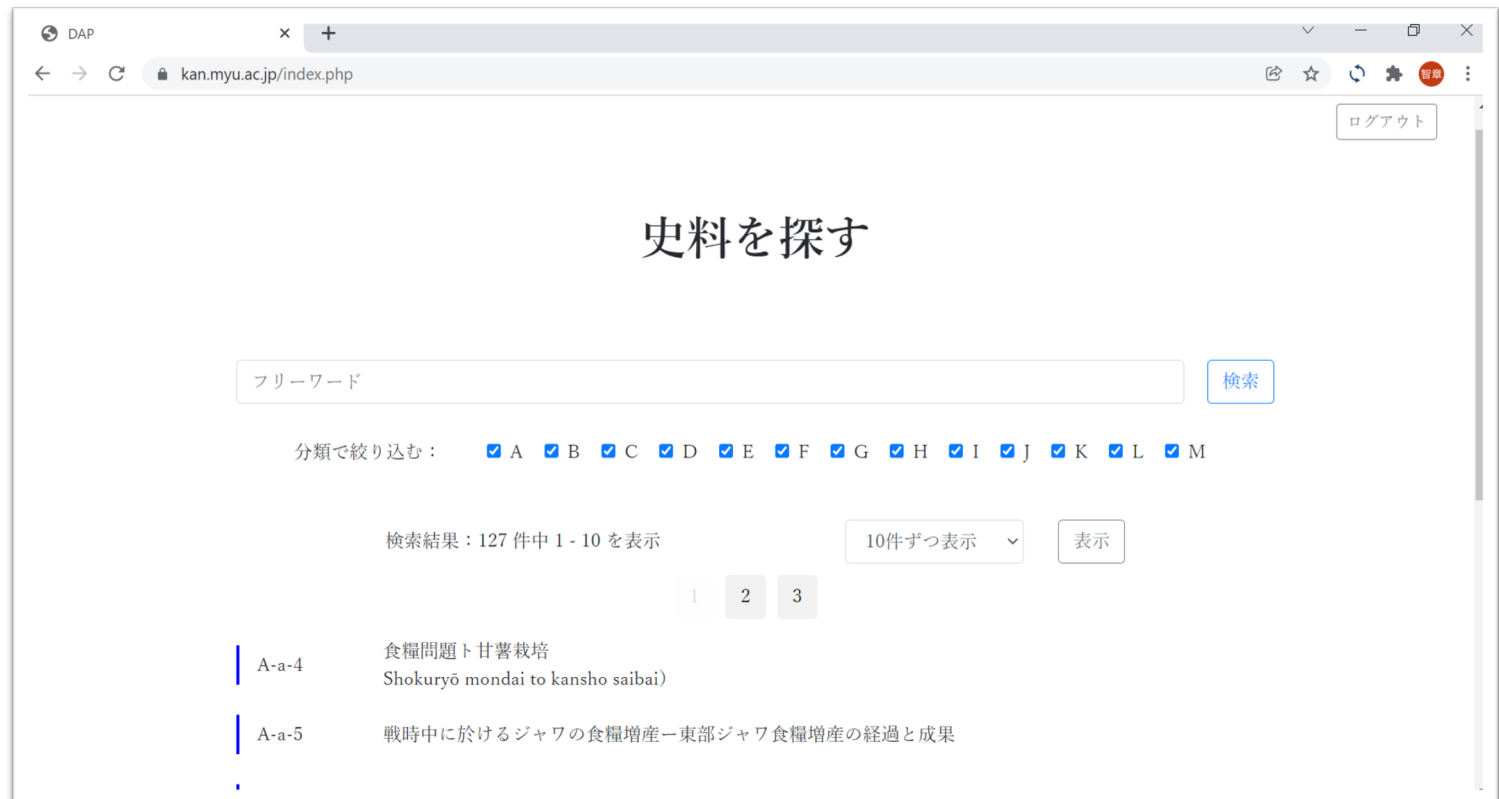 DAP
kan.myu.ac.jp/index.php
智章
ログアウト
史料を探す
フリーワード
検索
分類で絞り込む： A B C D E F G H I J K L M
検索結果：127 件中 1 - 10 を表示 10件ずつ表示 表示
1 2 3
A-a-4 食糧問題ト甘薯栽培
Shokuryō mondai to kansho saibai）
A-a-5 戦時中に於けるジャワの食糧増産ー東部ジャワ食糧増産の経過と成果